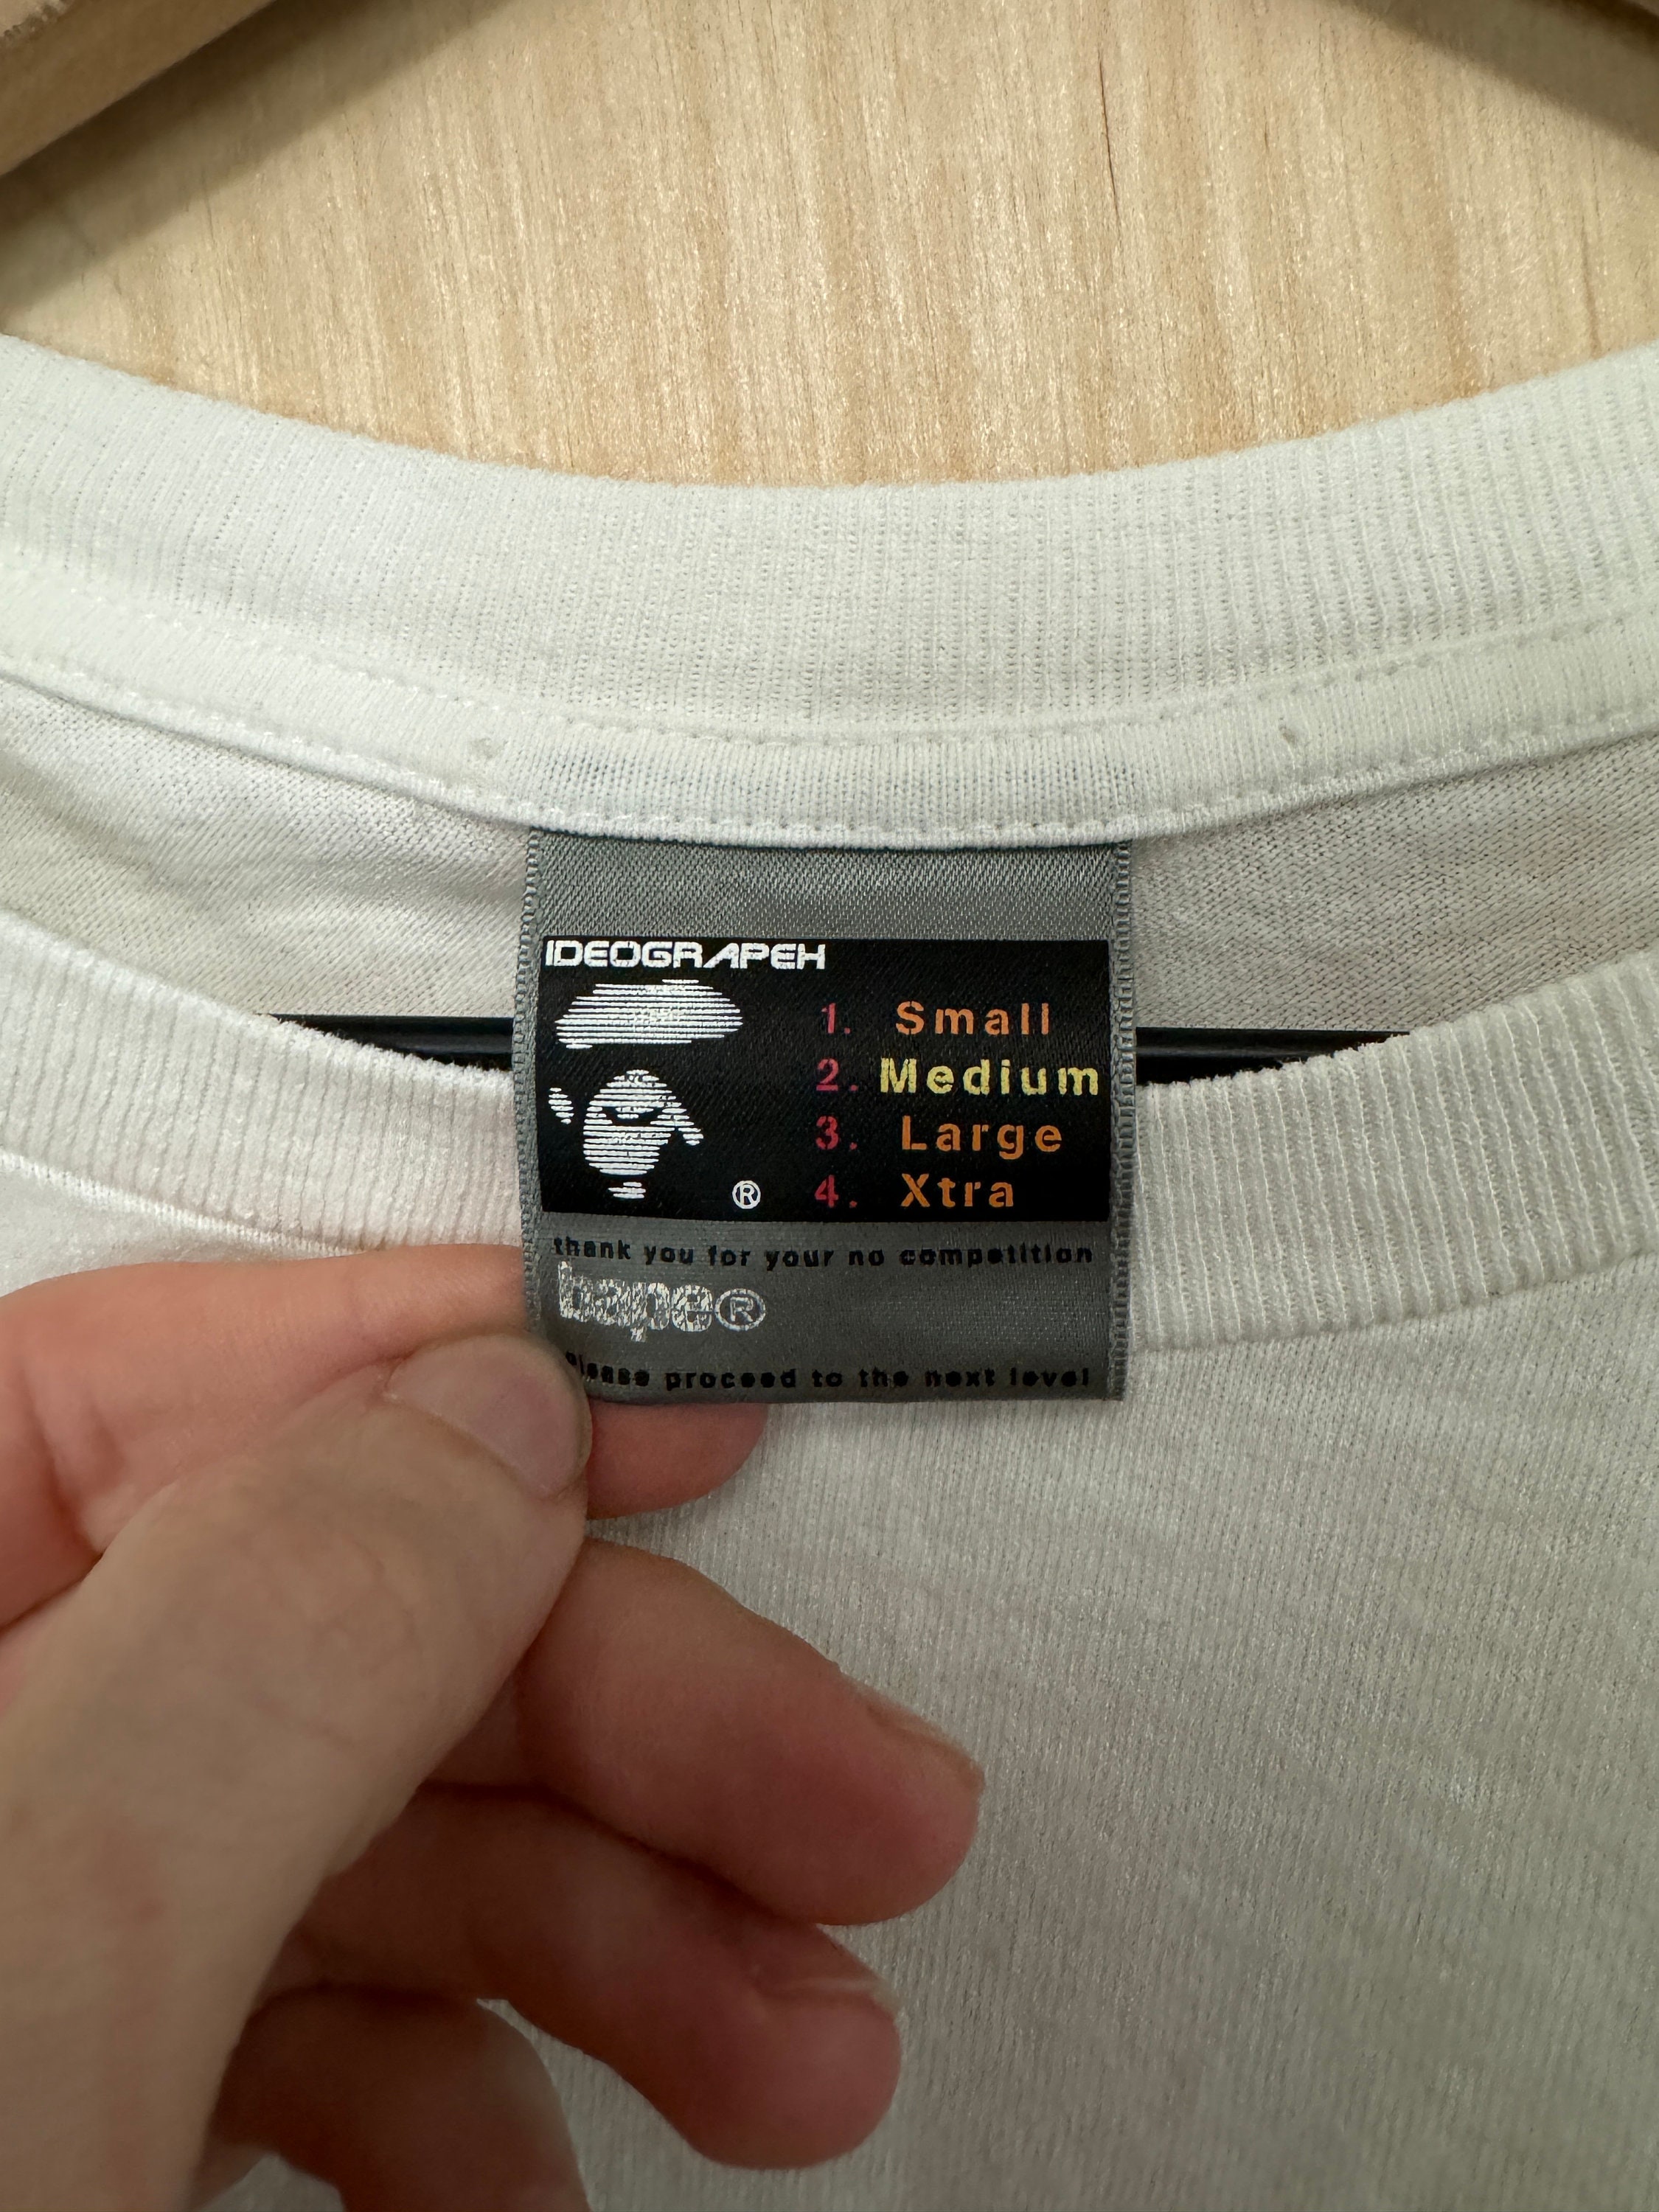 IDEOGRAPEH
1. Small
2. Medium
3. Large
4. Xtra
®
thank you for your no competition
bape®
please proceed to the next level